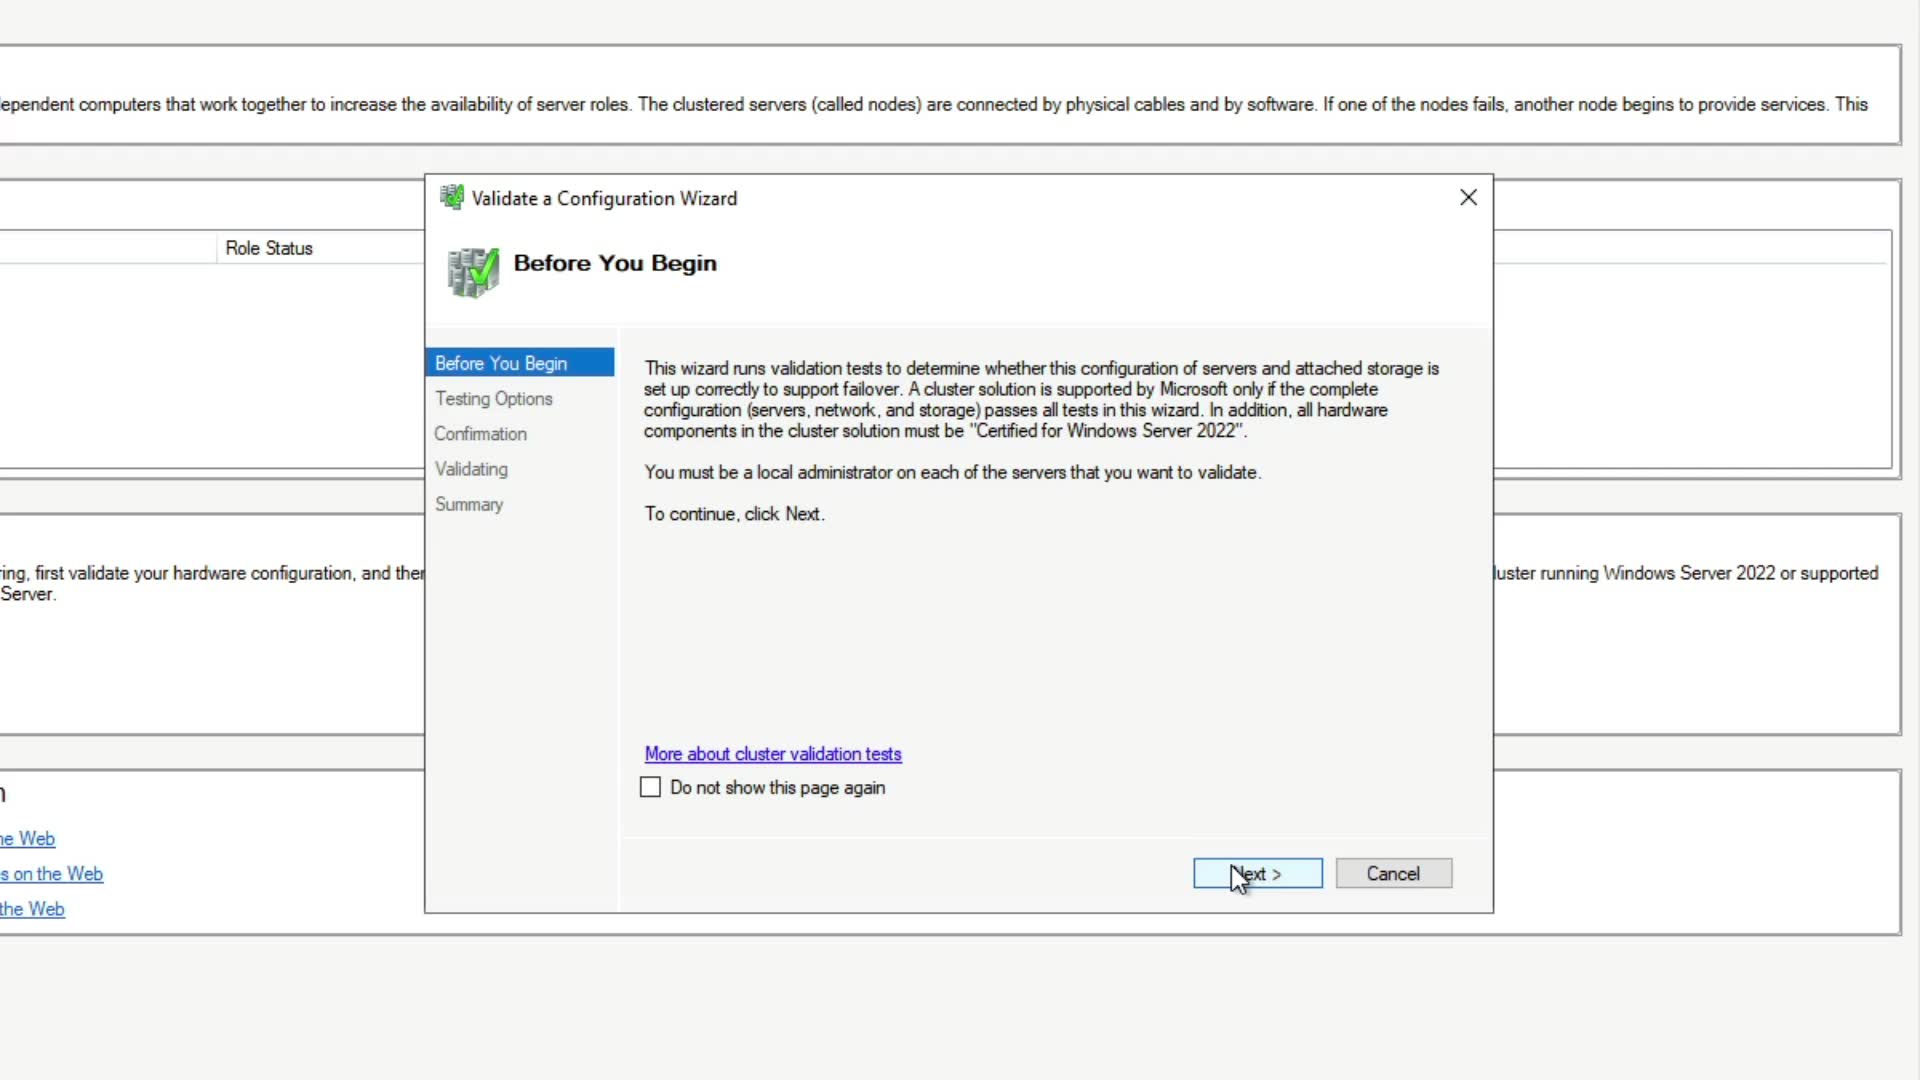 ependent computers that work together to increase the availability of server roles. The clustered servers (called nodes) are connected by physical cables and by software. If one of the nodes fails, another node begins to provide services. This
Validate a Configuration Wizard
Role Status
Before You Begin
Before You Begin
Testing Options
Confirmation
Validating
Summary
This wizard runs validation tests to determine whether this configuration of servers and attached storage is
set up correctly to support failover. A cluster solution is supported by Microsoft only if the complete
configuration (servers, network, and storage) passes all tests in this wizard. In addition, all hardware
components in the cluster solution must be "Certified for Windows Server 2022".
You must be a local administrator on each of the servers that you want to validate.
To continue, click Next.
ring, first validate your hardware configuration, and then
luster running Windows Server 2022 or supported
Server.
More about cluster validation tests
Do not show this page again
he Web
s on the Web
the Web
Next >
Cancel